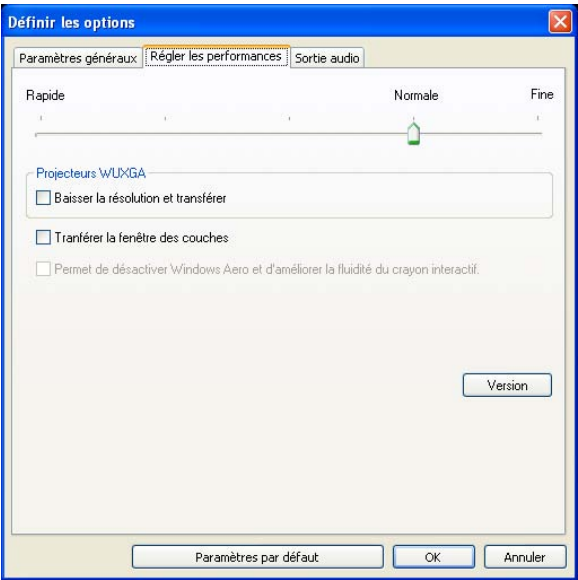 Définir les options
Paramètres généraux Régler les performances Sortie audio
Rapide Normale Fine
Projecteurs WUXGA
Baisser la résolution et transférer
Tranférer la fenêtre des couches
Permet de désactiver Windows Aero et d'améliorer la fluidité du crayon interactif.
Version
Paramètres par défaut OK Annuler